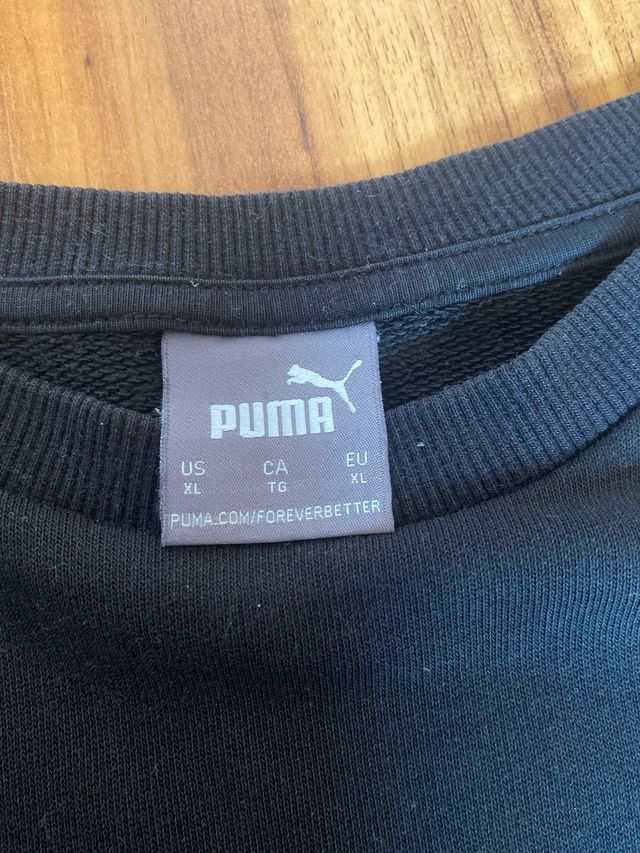 PUMA
US CA EU
XL TG XL
PUMA.COM/FOREVERBETTER